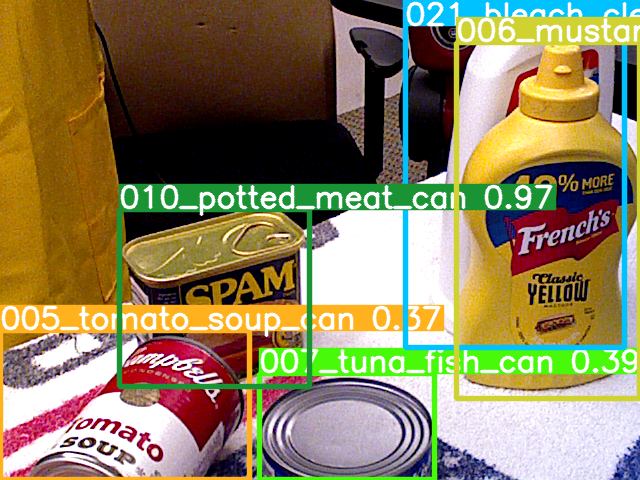 021_bleach_cle
006_mustar
40% MORE
010_potted_meat_can 0.97
French's
Classic
YELLOW
SPAM
005_tomato_soup_can 0.37
007_tuna_fish_can 0.39
Campbell's
Tomato
SOUP